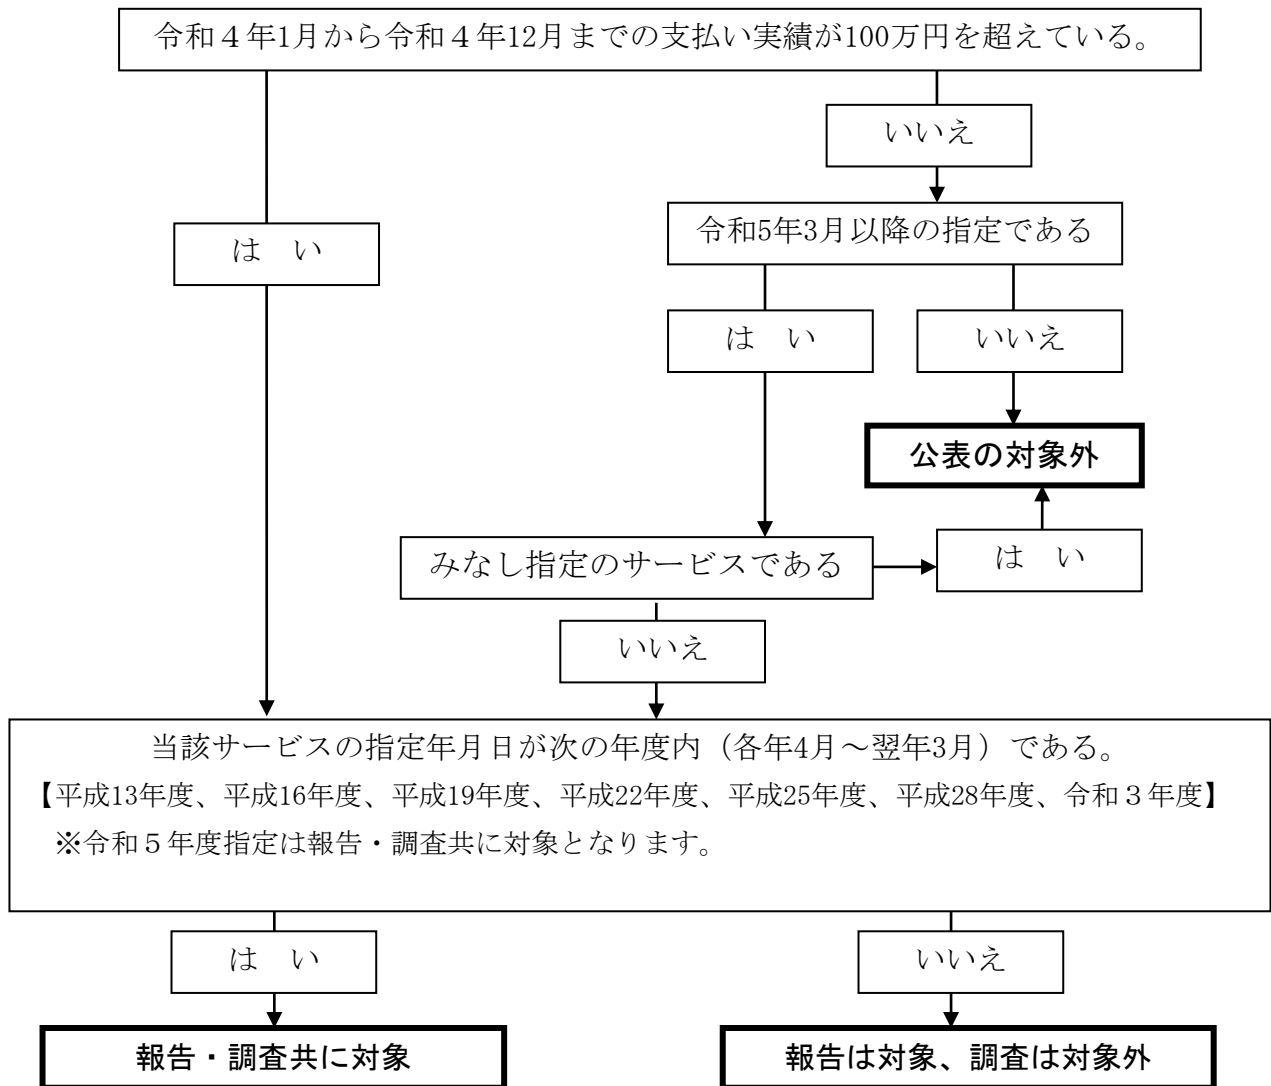 令和４年1月から令和４年12月までの支払い実績が100万円を超えている。
いいえ
令和5年3月以降の指定である
は　い
は　い
いいえ
公表の対象外
みなし指定のサービスである
は　い
いいえ
当該サービスの指定年月日が次の年度内（各年4月～翌年3月）である。
【平成13年度、平成16年度、平成19年度、平成22年度、平成25年度、平成28年度、令和３年度】
※令和５年度指定は報告・調査共に対象となります。
は　い
いいえ
報告・調査共に対象
報告は対象、調査は対象外